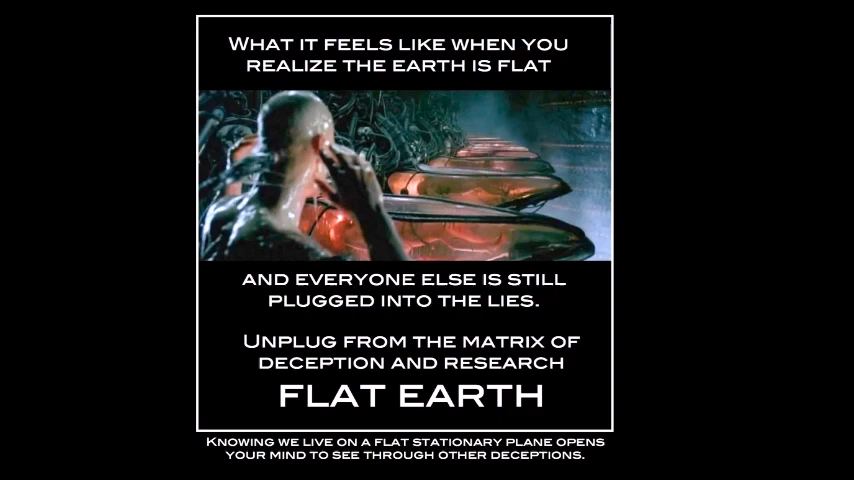 What it feels like when you
realize the earth is flat
and everyone else is still
plugged into the lies.
Unplug from the matrix of
deception and research
FLAT EARTH
Knowing we live on a flat stationary plane opens
your mind to see through other deceptions.